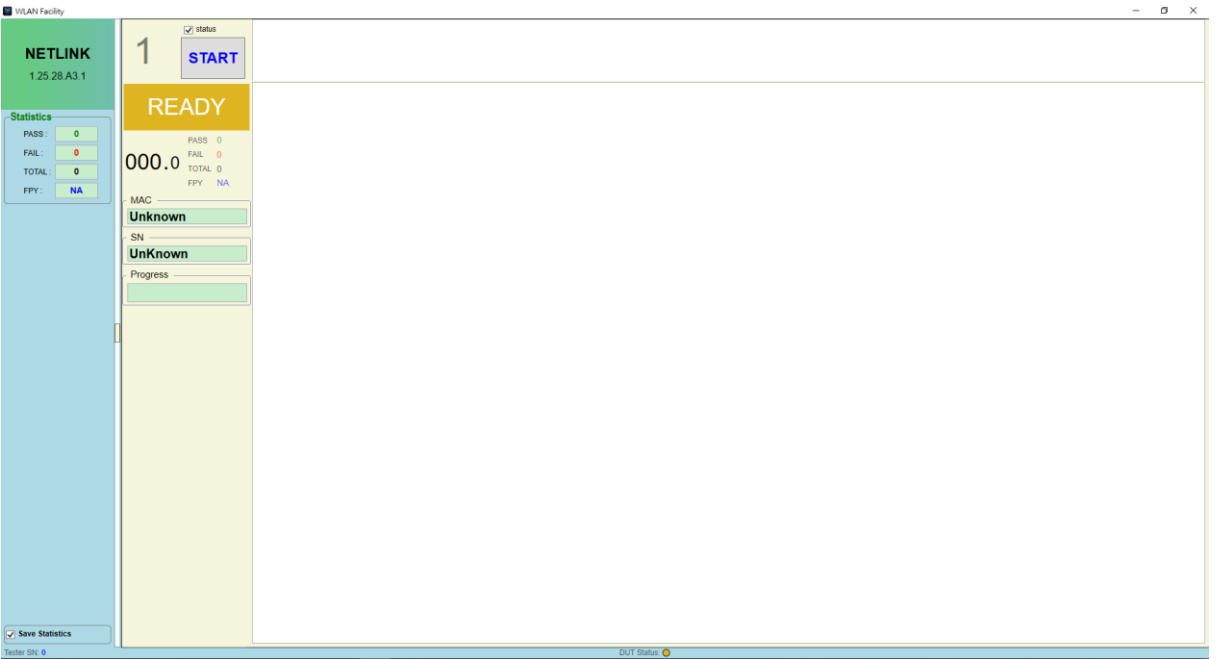 WLAN Facility
NETLINK
1.25.28.A3.1
Statistics
PASS : 0
FAIL : 0
TOTAL : 0
FPY : NA
Save Statistics
Tester SN: 0
1
status
START
READY
000.0
PASS 0
FAIL 0
TOTAL 0
FPY NA
MAC
Unknown
SN
UnKnown
Progress
DUT Status: